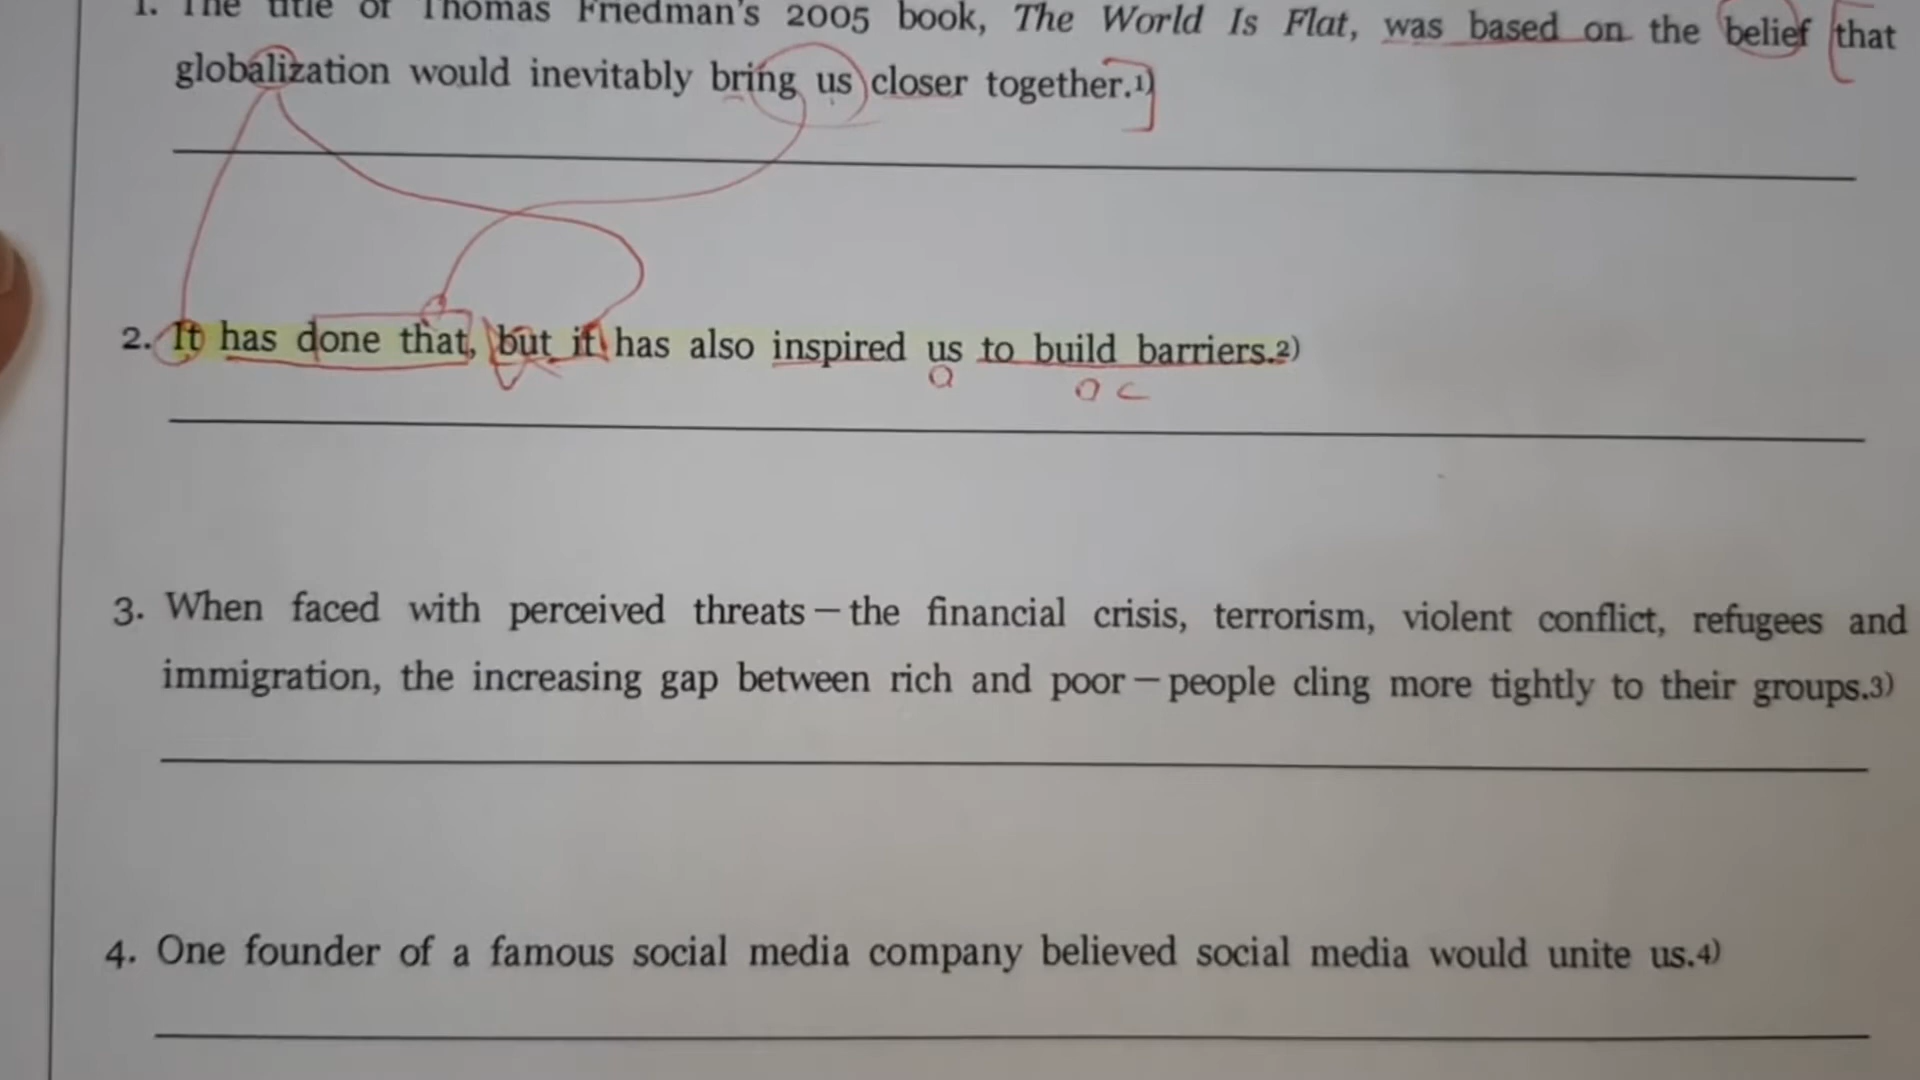 1. The title of Thomas Friedman's 2005 book, The World Is Flat, was based on the belief that
globalization would inevitably bring us closer together.1)
2. It has done that, but it has also inspired us to build barriers.2)
O
O C
3. When faced with perceived threats — the financial crisis, terrorism, violent conflict, refugees and
immigration, the increasing gap between rich and poor — people cling more tightly to their groups.3)
4. One founder of a famous social media company believed social media would unite us.4)